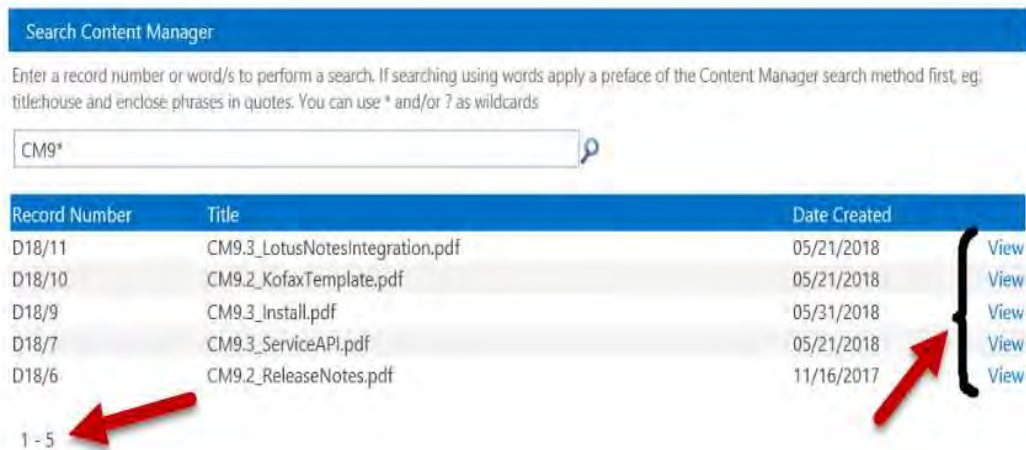 Search Content Manager
Enter a record number or word/s to perform a search. If searching using words apply a preface of the Content Manager search method first, eg:
title:house and enclose phrases in quotes. You can use * and/or ? as wildcards
CM9*
Record Number Title Date Created
D18/11 CM9.3_LotusNotesIntegration.pdf 05/21/2018 View
D18/10 CM9.2_KofaxTemplate.pdf 05/21/2018 View
D18/9 CM9.3_Install.pdf 05/31/2018 View
D18/7 CM9.3_ServiceAPI.pdf 05/21/2018 View
D18/6 CM9.2_ReleaseNotes.pdf 11/16/2017 View
1 - 5